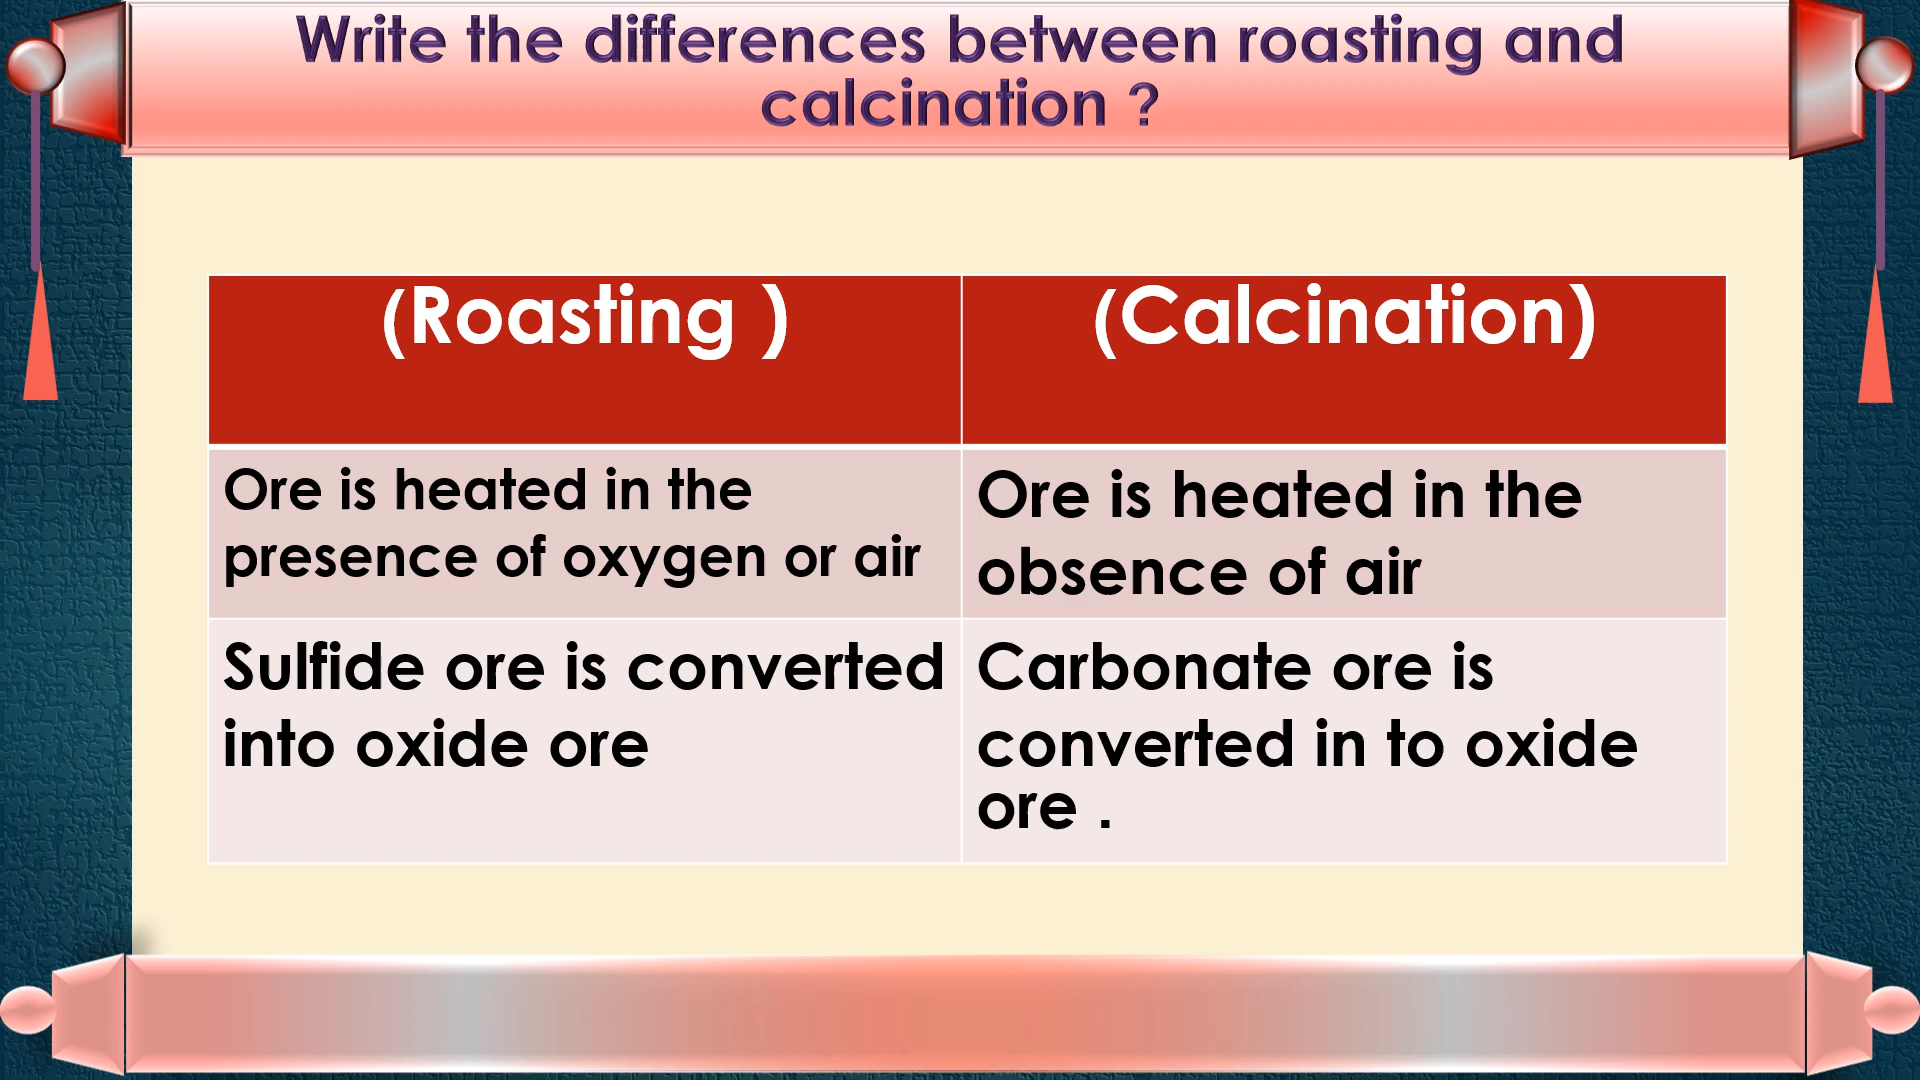 Write the differences between roasting and
calcination ?
(Roasting )
(Calcination)
Ore is heated in the
presence of oxygen or air
Ore is heated in the
obsence of air
Sulfide ore is converted
into oxide ore
Carbonate ore is
converted in to oxide
ore .